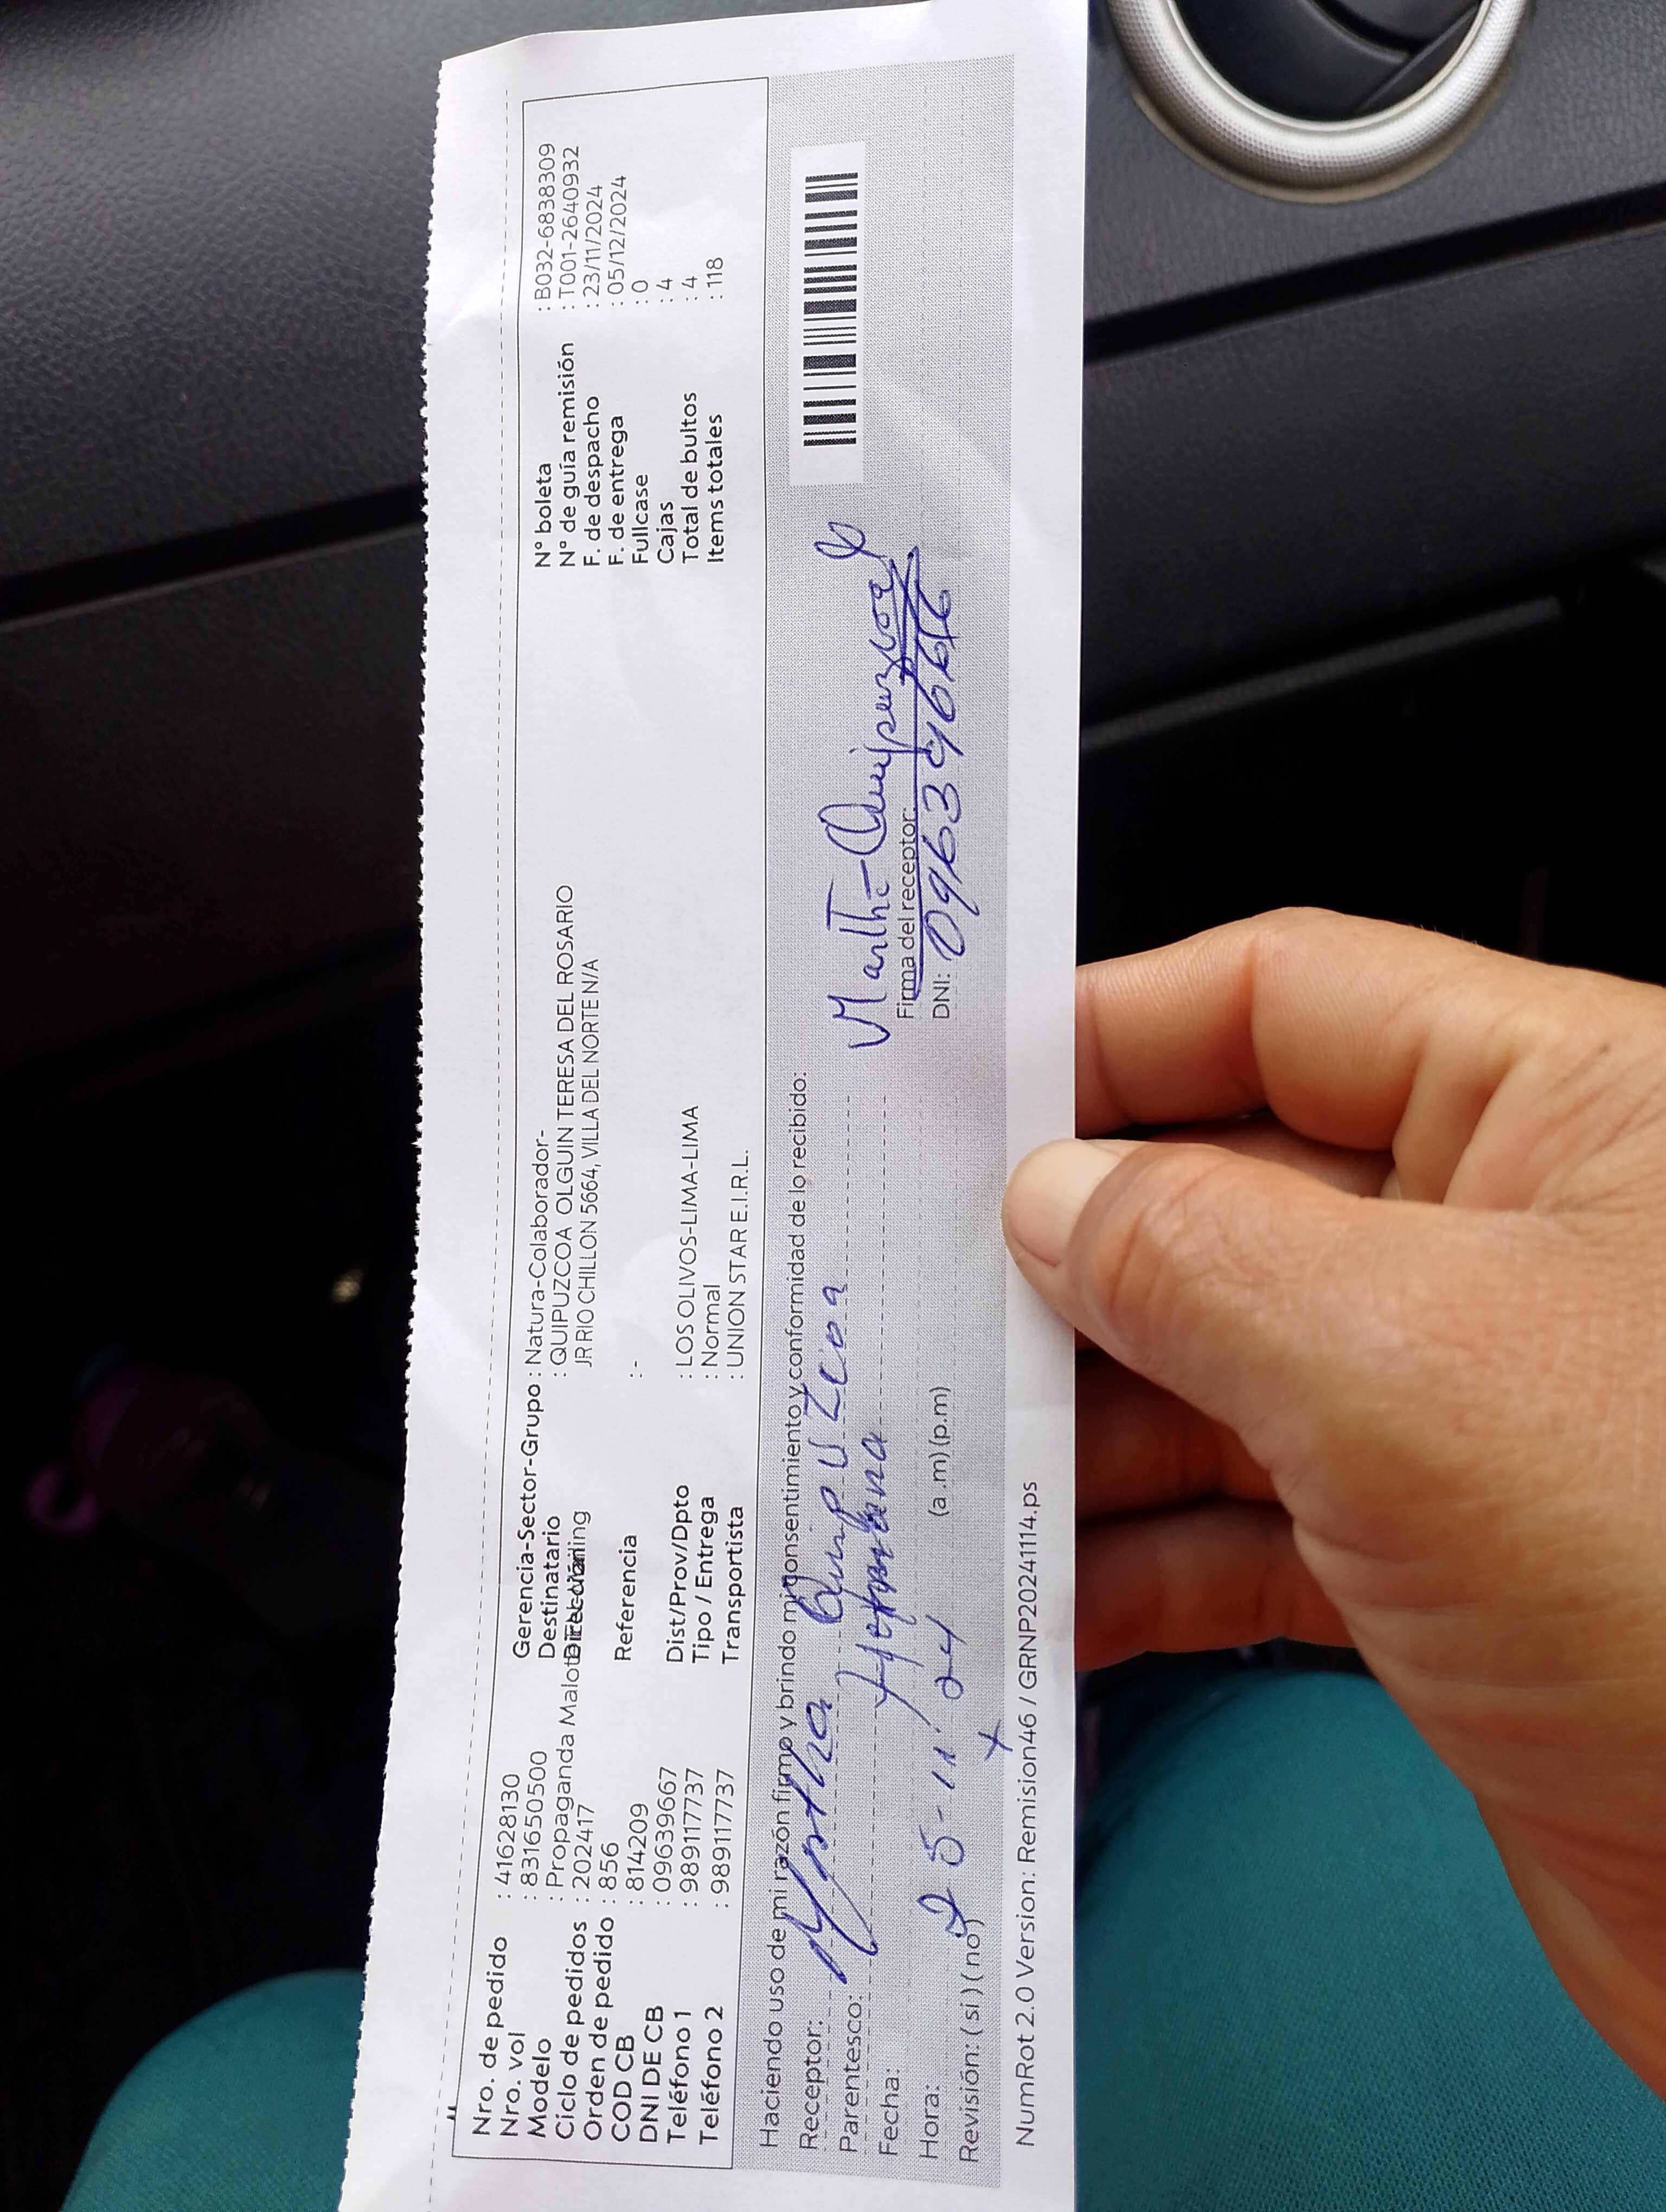 Nro. de pedido : 41628130
Nro. vol : 831650500
Modelo : Propaganda Malote
Ciclo de pedidos : 202417
Orden de pedido : 856
COD CB : 814209
DNI DE CB : 09639667
Teléfono 1 : 989117737
Teléfono 2 : 989117737
Gerencia-Sector-Grupo : Natura-Colaborador-
Destinatario : QUIPUZCOA OLGUIN TERESA DEL ROSARIO
Dirección JR RIO CHILLON 5664, VILLA DEL NORTE N/A
Referencia : -
Dist/Prov/Dpto : LOS OLIVOS-LIMA-LIMA
Tipo / Entrega : Normal
Transportista : UNION STAR E.I.R.L.
N° boleta : B032-6838309
N° de guía remisión : T001-2640932
F. de despacho : 23/11/2024
F. de entrega : 05/12/2024
Fullcase : 0
Cajas : 4
Total de bultos : 4
Items totales : 118
Haciendo uso de mi razón firmo y brindo mi consentimiento y conformidad de lo recibido:
Receptor: Martha Quipuzcoa
Parentesco: Hermana
Fecha: 25-11-24
Hora: (a.m) (p.m)
Revisión: (si) (no)
Martha Quipuzcoa
Firma del receptor:
DNI:
NumRot 2.0 Version: Remision46 / GRNP20241114.ps